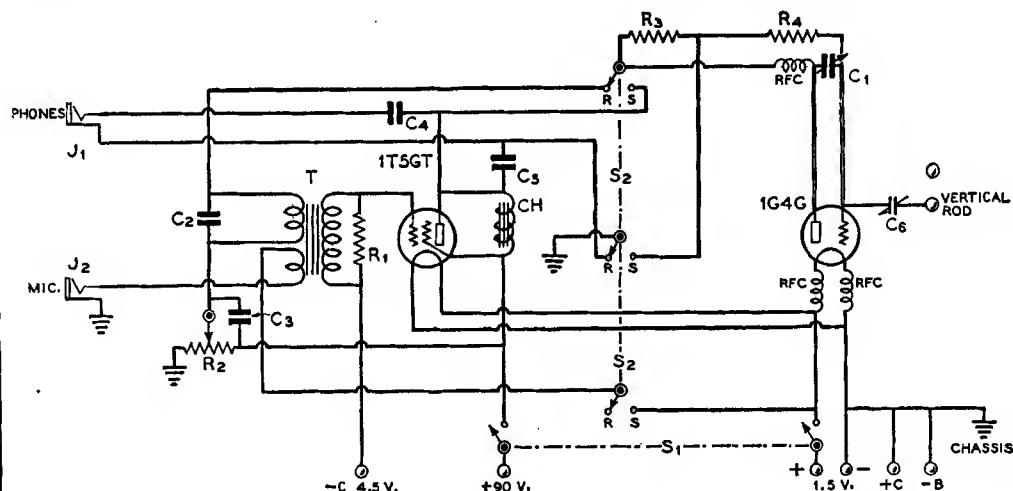 R3
R4
RFC
C1
R S
PHONES
C4
J1
1T5GT
C3
S2
T
CH
1G4G
C2
VERTICAL
ROD
C6
R1
R S
J2
MIC.
RFC
RFC
C3
R2
S2
R S
S1
CHASSIS
-C 4.5 V.
+90 V.
+ -
1.5 V.
+C
-B